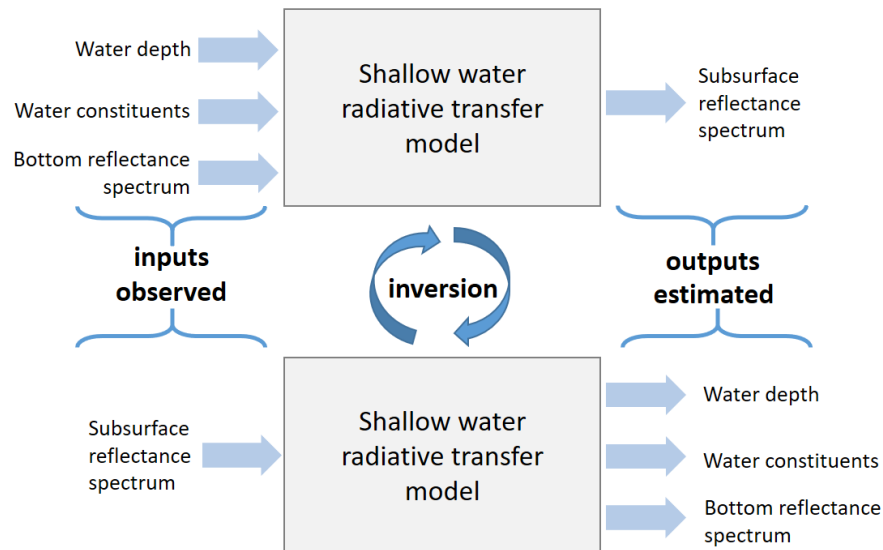 Water depth
Water constituents
Bottom reflectance
spectrum
Shallow water
radiative transfer
model
Subsurface
reflectance
spectrum
inputs
observed
inversion
outputs
estimated
Subsurface
reflectance
spectrum
Shallow water
radiative transfer
model
Water depth
Water constituents
Bottom reflectance
spectrum